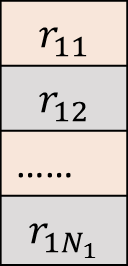 r₁₁
r₁₂
......
r₁N₁